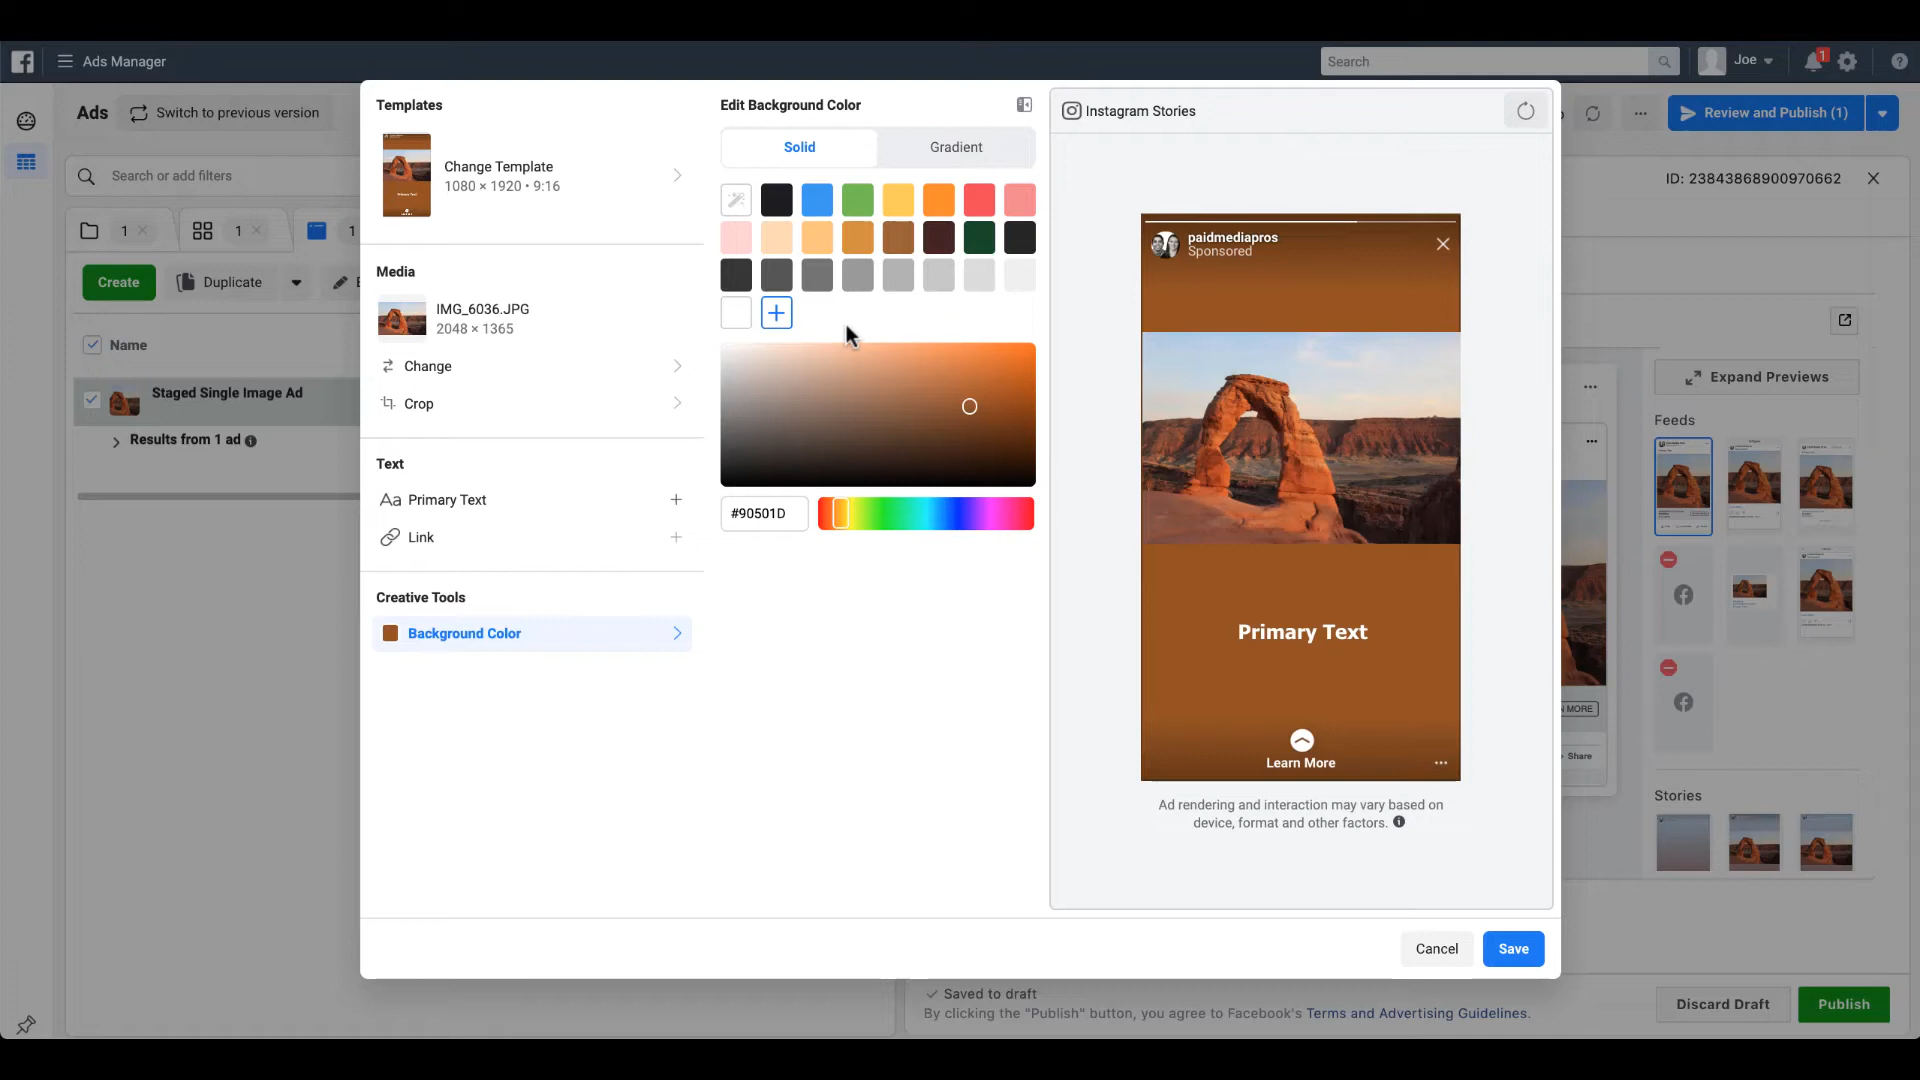 Ads Manager
Search
Joe
1
Ads
Switch to previous version
Review and Publish (1)
Search or add filters
ID: 23843868900970662
1
1
1
Create
Duplicate
Name
Staged Single Image Ad
Results from 1 ad
Templates
Change Template
1080 × 1920 • 9:16
Media
IMG_6036.JPG
2048 × 1365
Change
Crop
Text
Aa Primary Text
Link
Creative Tools
Background Color
Edit Background Color
Solid
Gradient
#90501D
Instagram Stories
paidmediapros
Sponsored
Primary Text
Learn More
Ad rendering and interaction may vary based on
device, format and other factors.
Cancel
Save
Expand Previews
Feeds
MORE
Share
Stories
Saved to draft
By clicking the "Publish" button, you agree to Facebook's Terms and Advertising Guidelines.
Discard Draft
Publish